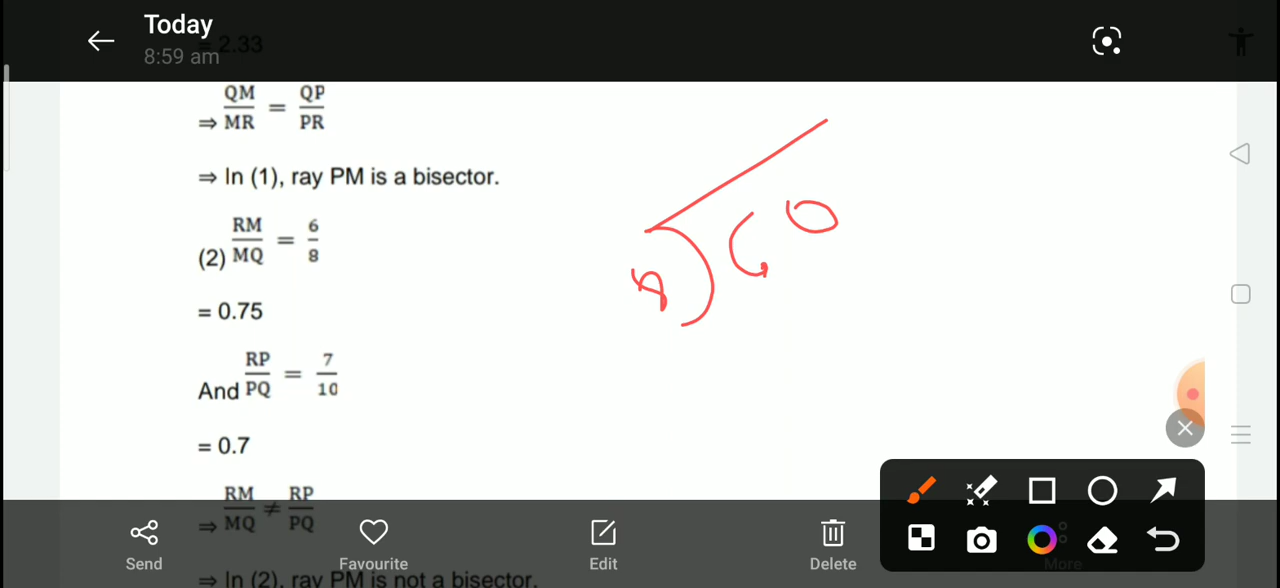 Today
8:59 am
= 2.33
⇒ QM/MR = QP/PR
⇒ In (1), ray PM is a bisector.
(2) RM/MQ = 6/8
= 0.75
And RP/PQ = 7/10
= 0.7
⇒ RM/MQ ≠ RP/PQ
⇒ In (2), ray PM is not a bisector.
8 ) 60
Send
Favourite
Edit
Delete
More